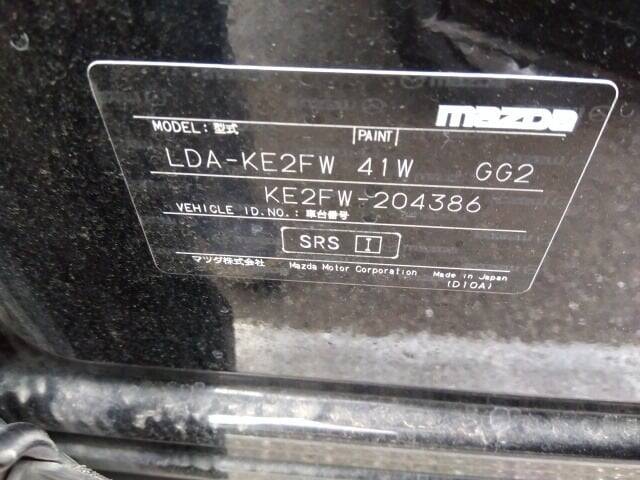 mazda
MODEL: 型式 PAINT
LDA-KE2FW 41W GG2
KE2FW-204386
VEHICLE ID.NO.: 車台番号
SRS I
マツダ株式会社 Mazda Motor Corporation Made in Japan
(D10A)